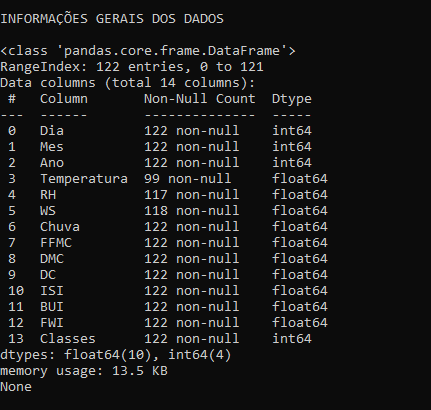 INFORMAÇÕES GERAIS DOS DADOS
<class 'pandas.core.frame.DataFrame'>
RangeIndex: 122 entries, 0 to 121
Data columns (total 14 columns):
 #   Column       Non-Null Count  Dtype
---  ------       --------------  -----
 0   Dia          122 non-null    int64
 1   Mes          122 non-null    int64
 2   Ano          122 non-null    int64
 3   Temperatura  99 non-null     float64
 4   RH           117 non-null    float64
 5   WS           118 non-null    float64
 6   Chuva        122 non-null    float64
 7   FFMC         122 non-null    float64
 8   DMC          122 non-null    float64
 9   DC           122 non-null    float64
 10  ISI          122 non-null    float64
 11  BUI          122 non-null    float64
 12  FWI          122 non-null    float64
 13  Classes      122 non-null    int64
dtypes: float64(10), int64(4)
memory usage: 13.5 KB
None